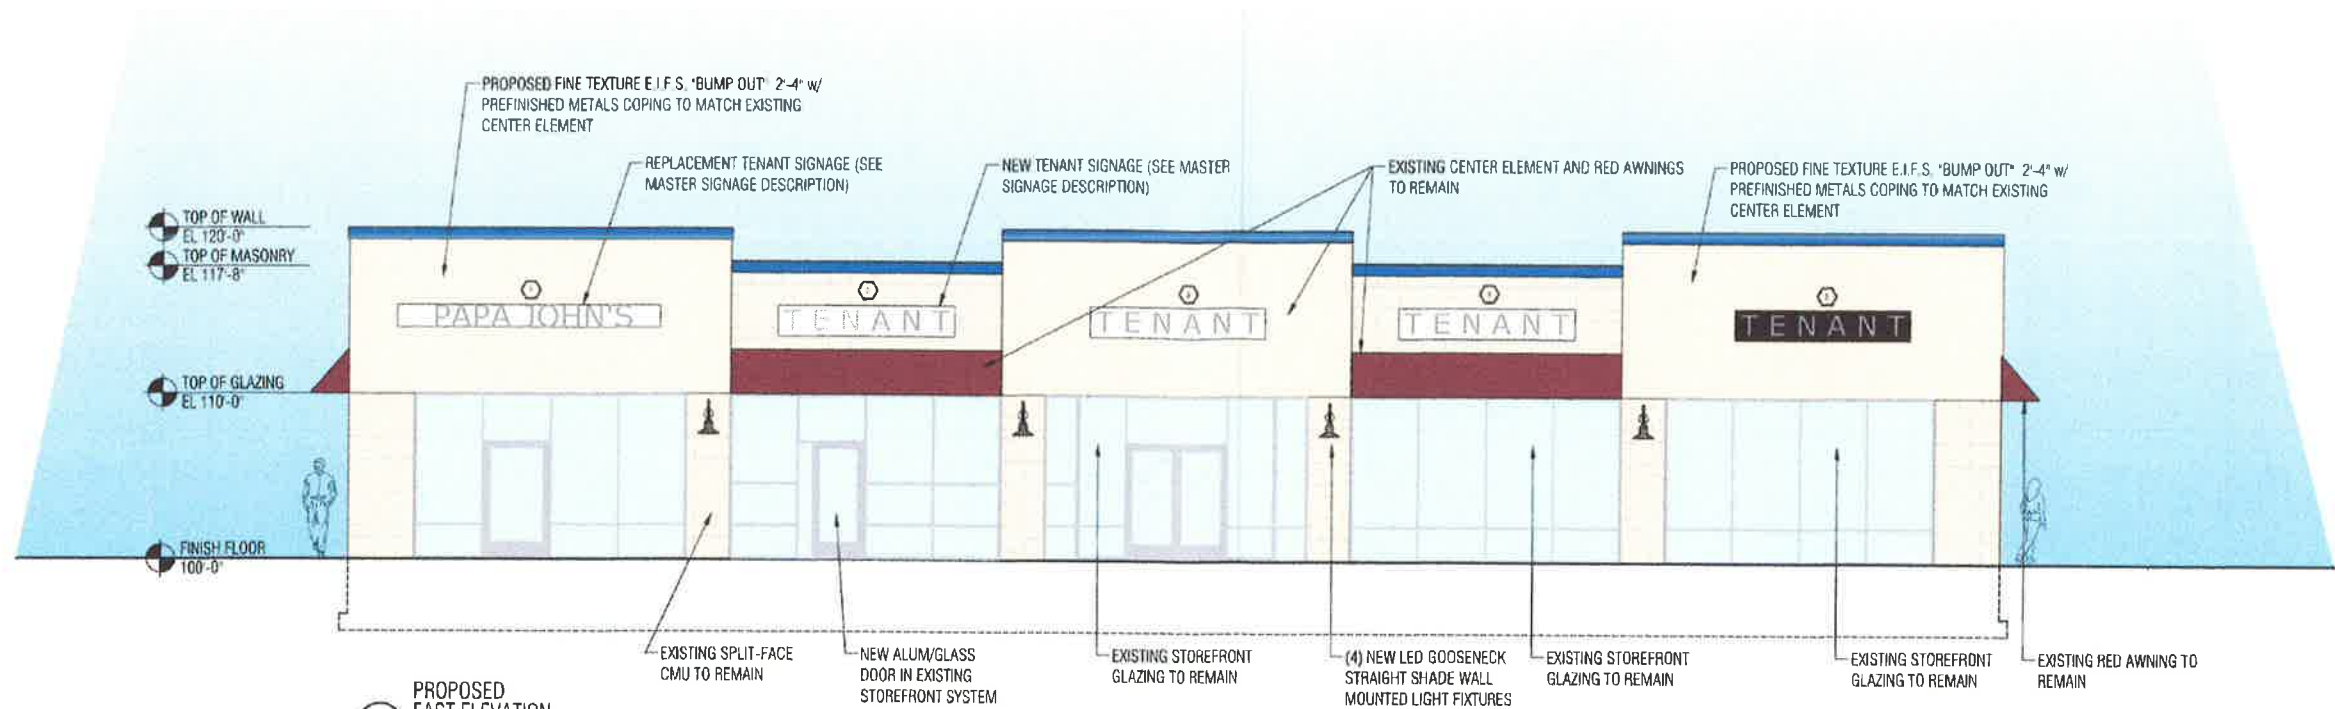 PROPOSED FINE TEXTURE E.I.F.S. "BUMP OUT" 2'-4" w/
PREFINISHED METALS COPING TO MATCH EXISTING
CENTER ELEMENT
REPLACEMENT TENANT SIGNAGE (SEE
MASTER SIGNAGE DESCRIPTION)
NEW TENANT SIGNAGE (SEE MASTER
SIGNAGE DESCRIPTION)
EXISTING CENTER ELEMENT AND RED AWNINGS
TO REMAIN
PROPOSED FINE TEXTURE E.I.F.S. "BUMP OUT" 2'-4" w/
PREFINISHED METALS COPING TO MATCH EXISTING
CENTER ELEMENT
TOP OF WALL
EL 120'-0"
TOP OF MASONRY
EL 117'-8"
PAPA JOHN'S
TENANT
TENANT
TENANT
TENANT
TOP OF GLAZING
EL 110'-0"
FINISH FLOOR
100'-0"
EXISTING SPLIT-FACE
CMU TO REMAIN
NEW ALUM/GLASS
DOOR IN EXISTING
STOREFRONT SYSTEM
EXISTING STOREFRONT
GLAZING TO REMAIN
(4) NEW LED GOOSENECK
STRAIGHT SHADE WALL
MOUNTED LIGHT FIXTURES
EXISTING STOREFRONT
GLAZING TO REMAIN
EXISTING STOREFRONT
GLAZING TO REMAIN
EXISTING RED AWNING TO
REMAIN
PROPOSED
EAST ELEVATION